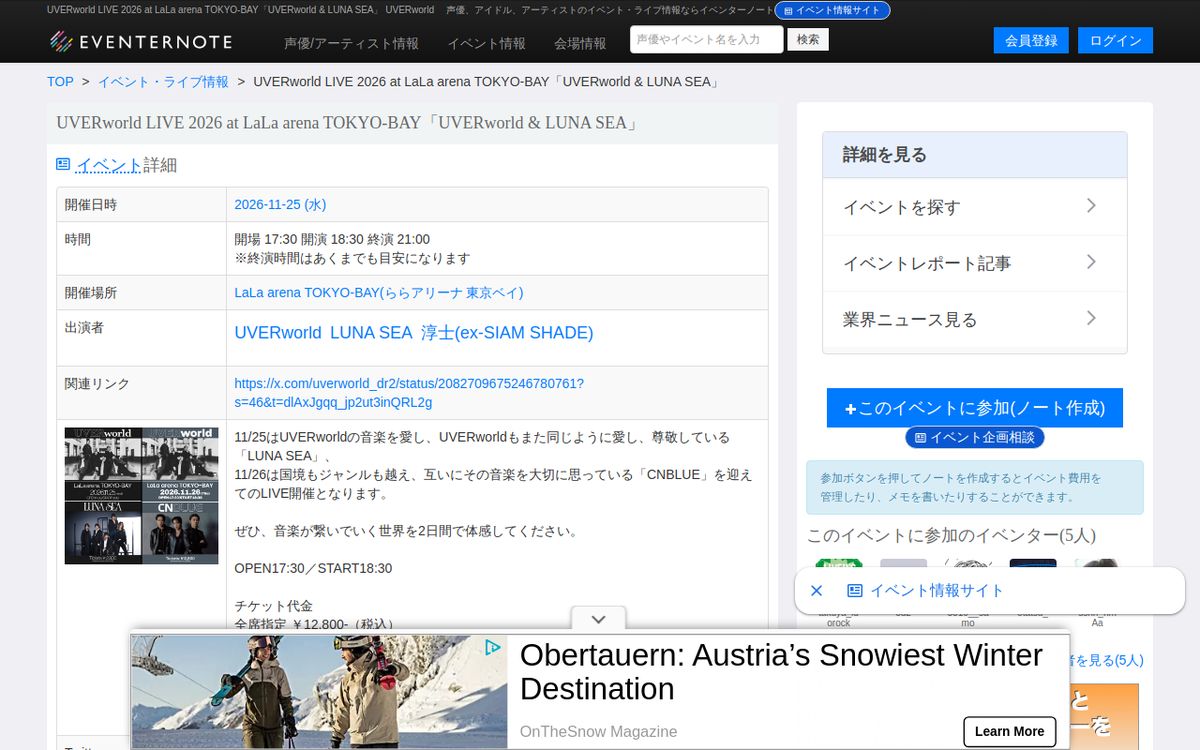 UVERworld LIVE 2026 at LaLa arena TOKYO-BAY「UVERworld & LUNA SEA」 UVERworld 声優、アイドル、アーティストのイベント・ライブ情報ならイベンターノート
イベント情報サイト
EVENTERNOTE
声優/アーティスト情報 イベント情報 会場情報
声優やイベント名を入力
検索
会員登録
ログイン
TOP > イベント・ライブ情報 > UVERworld LIVE 2026 at LaLa arena TOKYO-BAY「UVERworld & LUNA SEA」
UVERworld LIVE 2026 at LaLa arena TOKYO-BAY「UVERworld & LUNA SEA」
イベント詳細
開催日時 2026-11-25 (水)
時間 開場 17:30 開演 18:30 終演 21:00
※終演時間はあくまでも目安になります
開催場所 LaLa arena TOKYO-BAY(ららアリーナ 東京ベイ)
出演者 UVERworld LUNA SEA 淳士(ex-SIAM SHADE)
関連リンク https://x.com/uverworld_dr2/status/2082709675246780761?
s=46&t=dlAxJgqq_jp2ut3inQRL2g
UVERworld
UVERworld
LaLa arena TOKYO-BAY
LaLa arena TOKYO-BAY
2026.11.26
LUNA SEA
CNBLUE
11/25はUVERworldの音楽を愛し、UVERworldもまた同じように愛し、尊敬している
「LUNA SEA」、
11/26は国境もジャンルも越え、互いにその音楽を大切に思っている「CNBLUE」を迎え
てのLIVE開催となります。
ぜひ、音楽が繋いでいく世界を2日間で体感してください。
OPEN17:30／START18:30
チケット代金
全席指定 ￥12,800-（税込）
詳細を見る
イベントを探す
イベントレポート記事
業界ニュース見る
+このイベントに参加(ノート作成)
イベント企画相談
参加ボタンを押してノートを作成するとイベント費用を
管理したり、メモを書いたりすることができます。
このイベントに参加のイベンター(5人)
イベント情報サイト
orock
mo
Aa
者を見る(5人)
Obertauern: Austria’s Snowiest Winter
Destination
OnTheSnow Magazine
Learn More